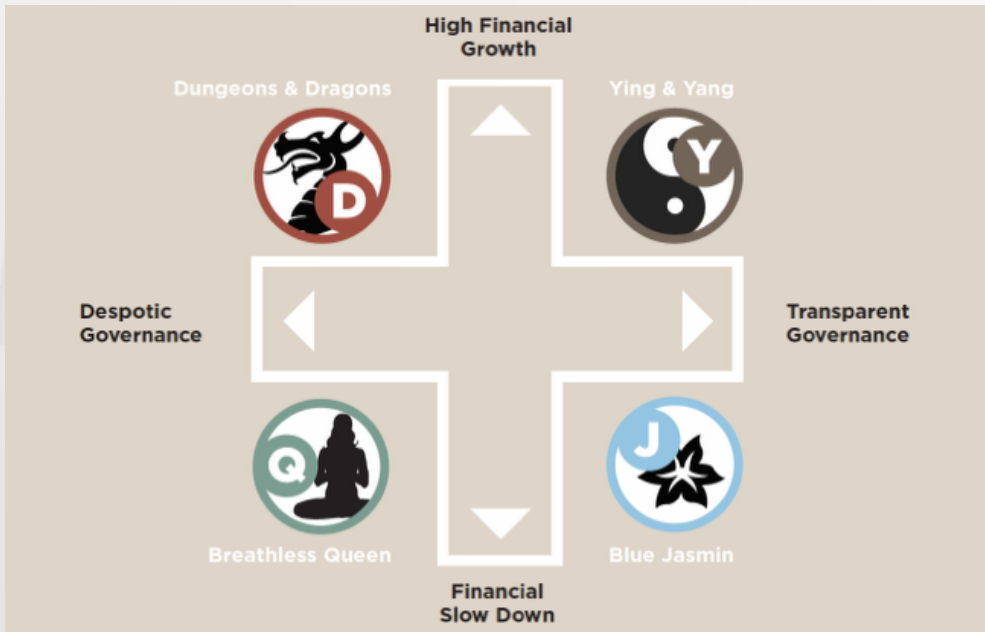 High Financial
Growth
Dungeons & Dragons
Ying & Yang
D
Y
Despotic
Governance
Transparent
Governance
Q
J
Breathless Queen
Blue Jasmin
Financial
Slow Down